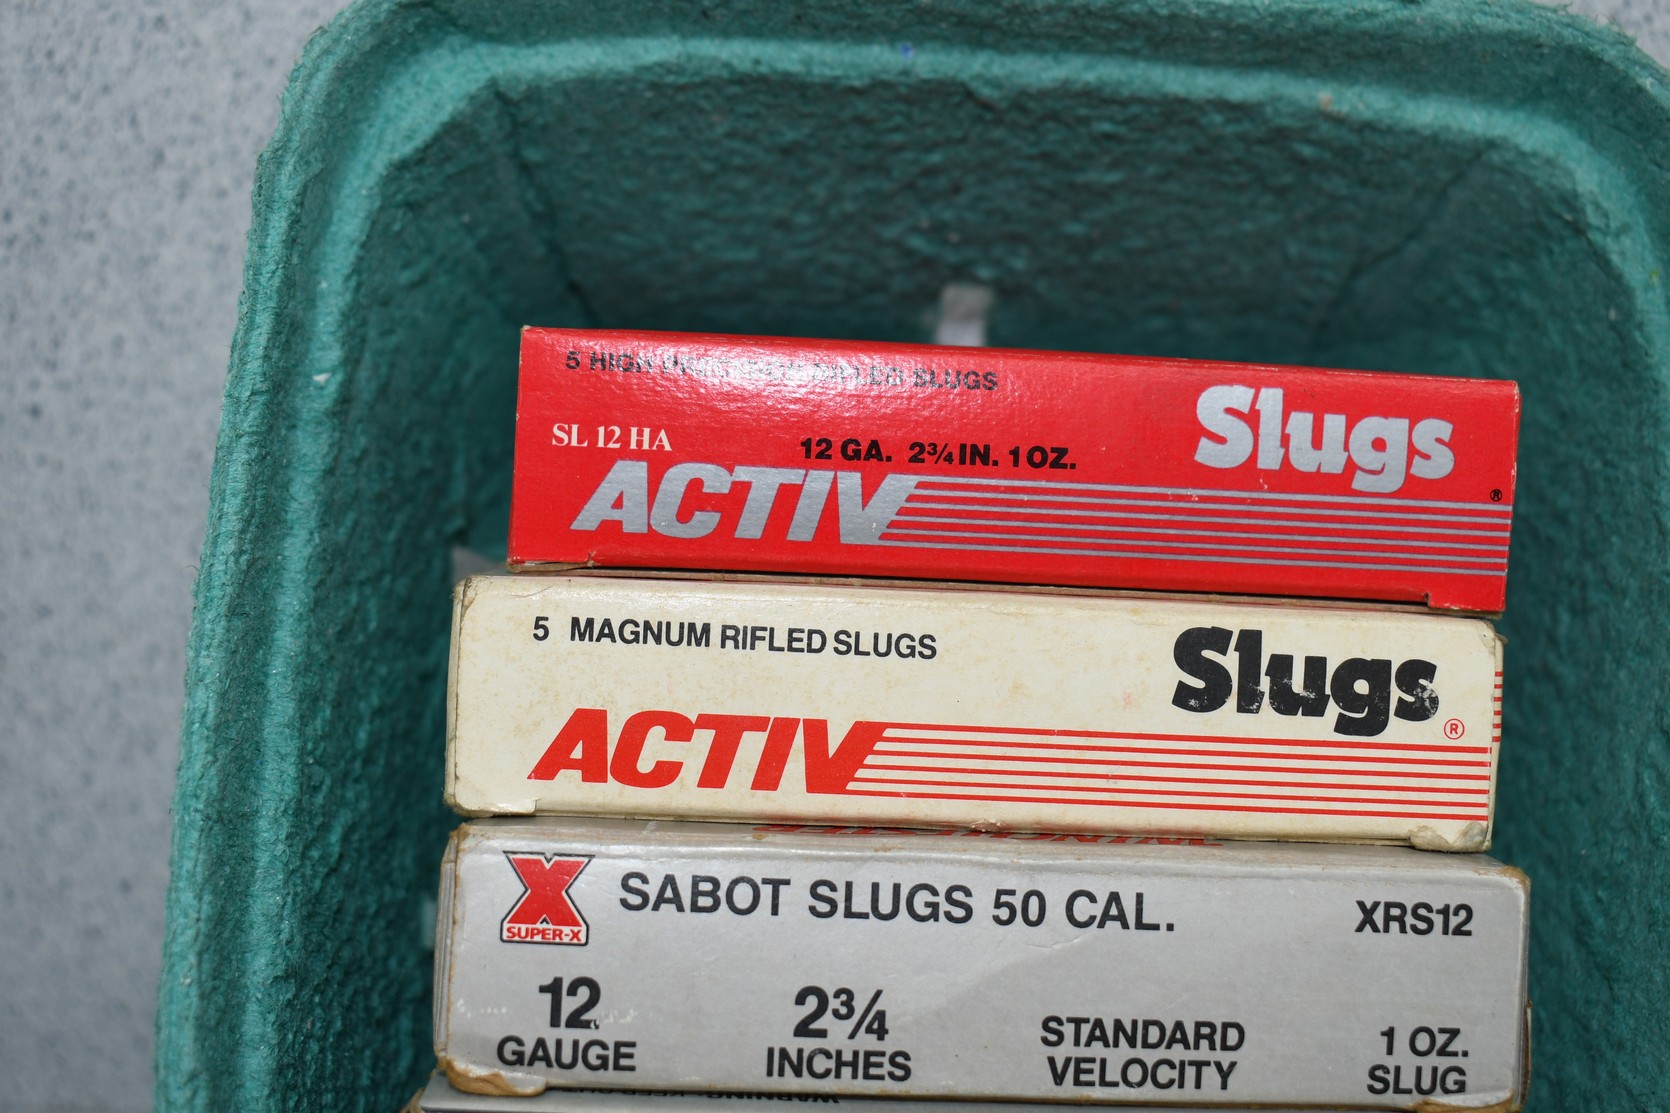 5 HIGH PRECISION RIFLED SLUGS
SL 12 HA
12 GA. 2¾ IN. 1 OZ.
Slugs
ACTIV
®
5 MAGNUM RIFLED SLUGS
Slugs
ACTIV
®
X
SUPER-X
SABOT SLUGS 50 CAL.
XRS12
12
GAUGE
2¾
INCHES
STANDARD
VELOCITY
1 OZ.
SLUG